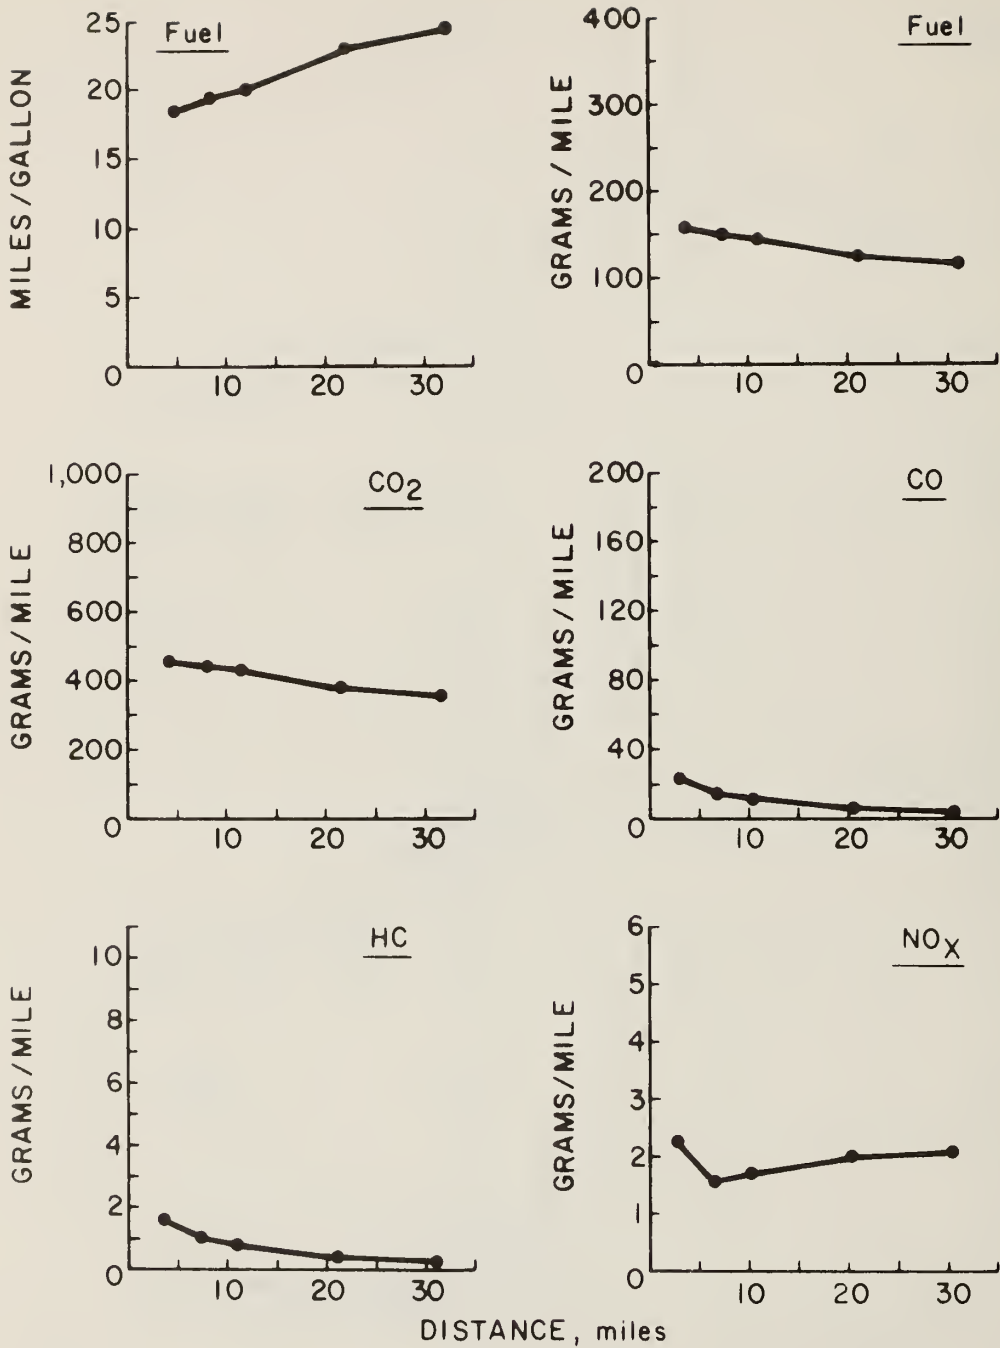 Fuel
MILES/GALLON
25
20
15
10
5
0
10 20 30
Fuel
GRAMS/MILE
400
300
200
100
0
10 20 30
CO2
GRAMS/MILE
1,000
800
600
400
200
0
10 20 30
CO
GRAMS/MILE
200
160
120
80
40
0
10 20 30
HC
GRAMS/MILE
10
8
6
4
2
0
10 20 30
NOX
GRAMS/MILE
6
5
4
3
2
1
0
10 20 30
DISTANCE, miles